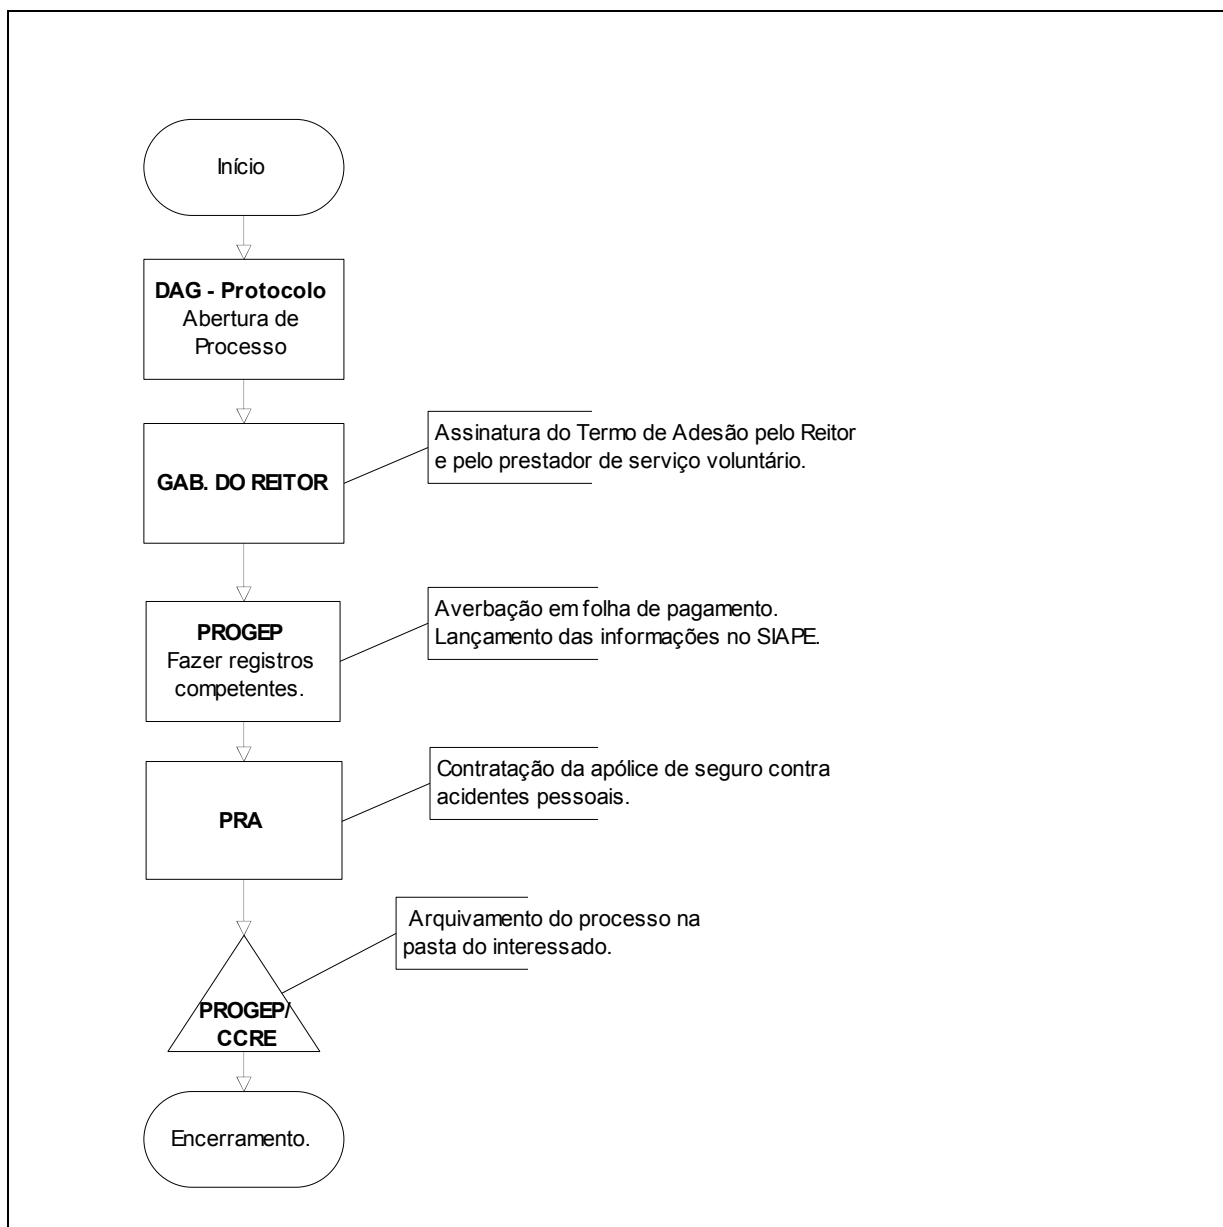 Início
DAG - Protocolo
Abertura de
Processo
GAB. DO REITOR
Assinatura do Termo de Adesão pelo Reitor
e pelo prestador de serviço voluntário.
PROGEP
Fazer registros
competentes.
Averbação em folha de pagamento.
Lançamento das informações no SIAPE.
PRA
Contratação da apólice de seguro contra
acidentes pessoais.
PROGEP/
CCRE
Arquivamento do processo na
pasta do interessado.
Encerramento.